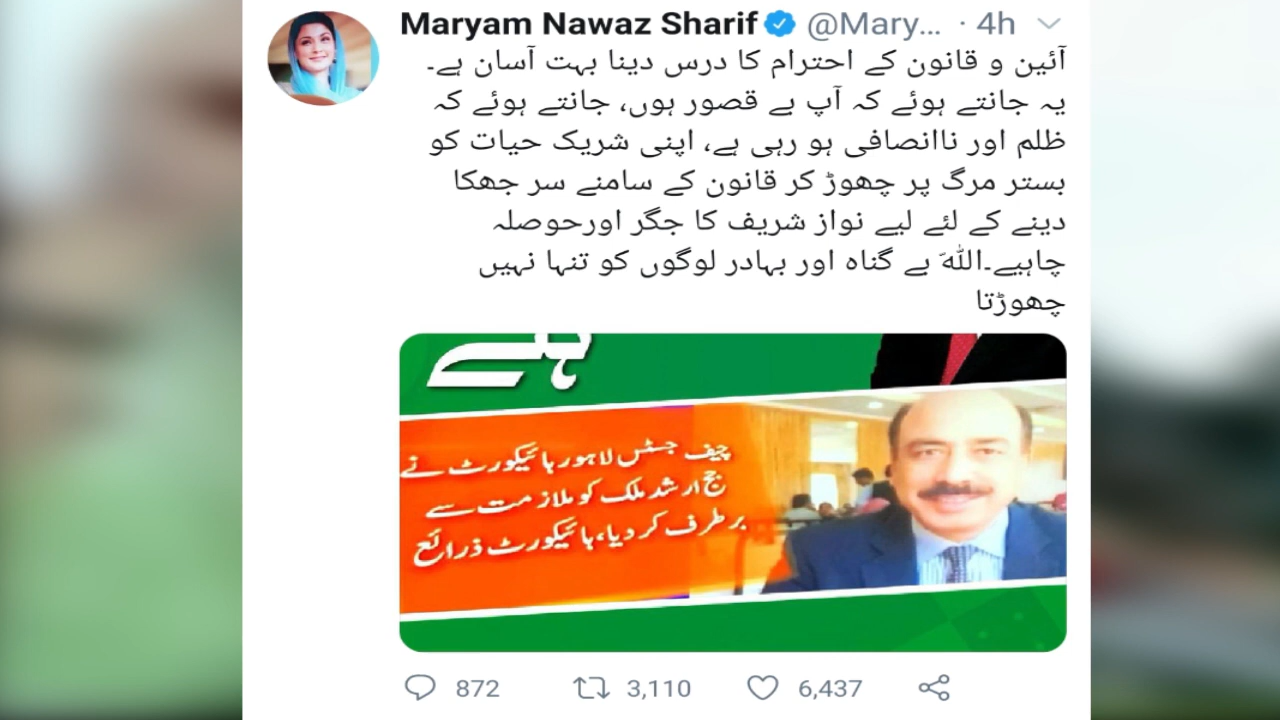 Maryam Nawaz Sharif @Mary... · 4h
آئین و قانون کے احترام کا درس دینا بہت آسان ہے۔
یہ جانتے ہوئے کہ آپ بے قصور ہوں، جانتے ہوئے کہ
ظلم اور ناانصافی ہو رہی ہے، اپنی شریک حیات کو
بستر مرگ پر چھوڑ کر قانون کے سامنے سر جھکا
دینے کے لئے لیے نواز شریف کا جگر اورحوصلہ
چاہیے۔اللّٰہ بے گناہ اور بہادر لوگوں کو تنہا نہیں
چھوڑتا
ہے
چیف جسٹس لاہور ہائیکورٹ نے
جج ارشد ملک کو ملازمت سے
برطرف کر دیا، ہائیکورٹ ذرائع
872 3,110 6,437